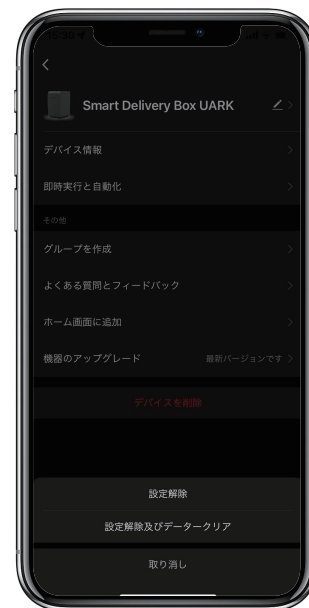 15:30
Smart Delivery Box UARK
デバイス情報
即時実行と自動化
その他
グループを作成
よくある質問とフィードバック
ホーム画面に追加
機器のアップグレード 最新バージョンです
デバイスを削除
設定解除
設定解除及びデータークリア
取り消し